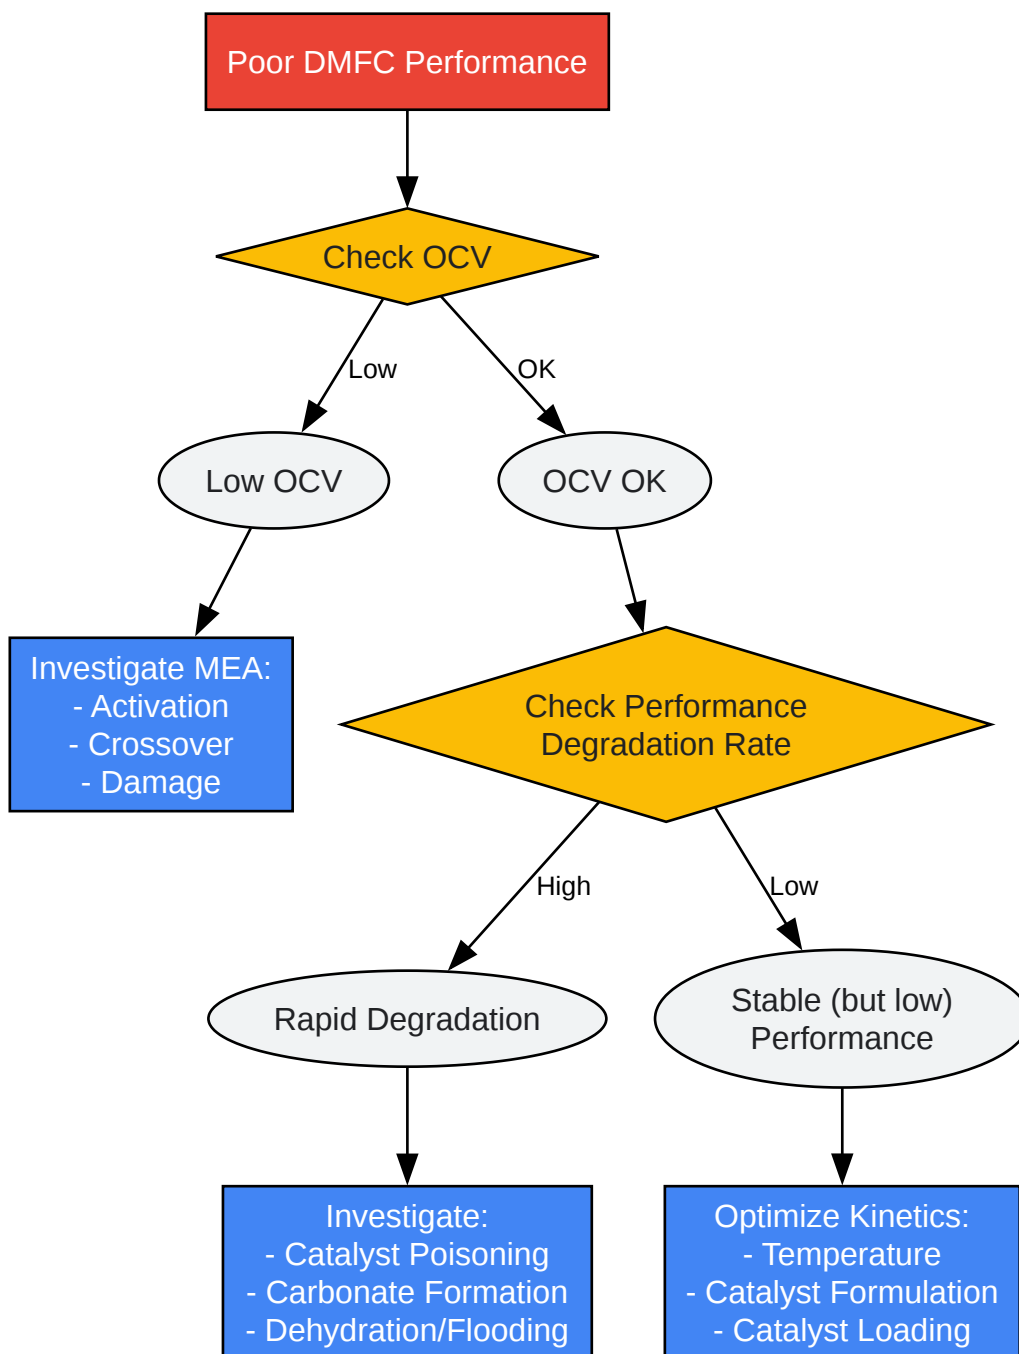 Poor DMFC Performance
Check OCV
Low
OK
Low OCV
OCV OK
Investigate MEA:
- Activation
- Crossover
- Damage
Check Performance
Degradation Rate
High
Low
Rapid Degradation
Stable (but low)
Performance
Investigate:
- Catalyst Poisoning
- Carbonate Formation
- Dehydration/Flooding
Optimize Kinetics:
- Temperature
- Catalyst Formulation
- Catalyst Loading